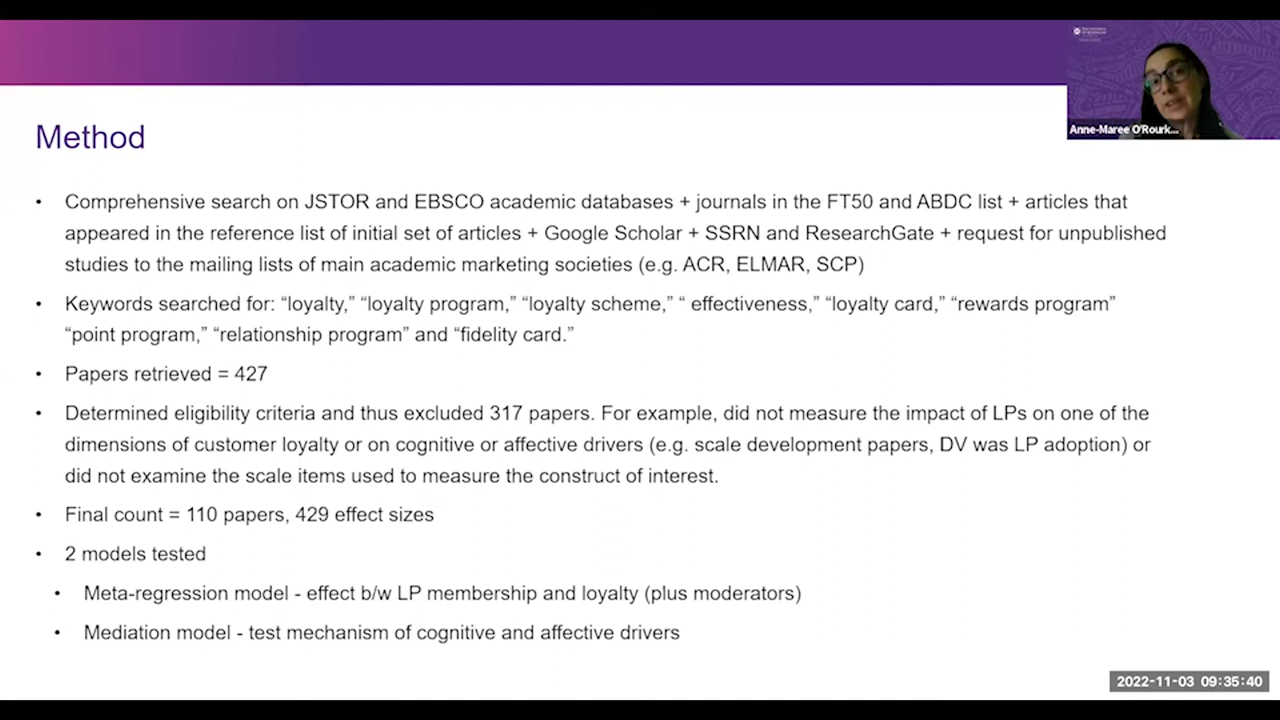 Anne-Maree O'Rourk...
Method
• Comprehensive search on JSTOR and EBSCO academic databases + journals in the FT50 and ABDC list + articles that
appeared in the reference list of initial set of articles + Google Scholar + SSRN and ResearchGate + request for unpublished
studies to the mailing lists of main academic marketing societies (e.g. ACR, ELMAR, SCP)
• Keywords searched for: “loyalty,” “loyalty program,” “loyalty scheme,” “ effectiveness,” “loyalty card,” “rewards program”
“point program,” “relationship program” and “fidelity card.”
• Papers retrieved = 427
• Determined eligibility criteria and thus excluded 317 papers. For example, did not measure the impact of LPs on one of the
dimensions of customer loyalty or on cognitive or affective drivers (e.g. scale development papers, DV was LP adoption) or
did not examine the scale items used to measure the construct of interest.
• Final count = 110 papers, 429 effect sizes
• 2 models tested
• Meta-regression model - effect b/w LP membership and loyalty (plus moderators)
• Mediation model - test mechanism of cognitive and affective drivers
2022-11-03 09:35:40